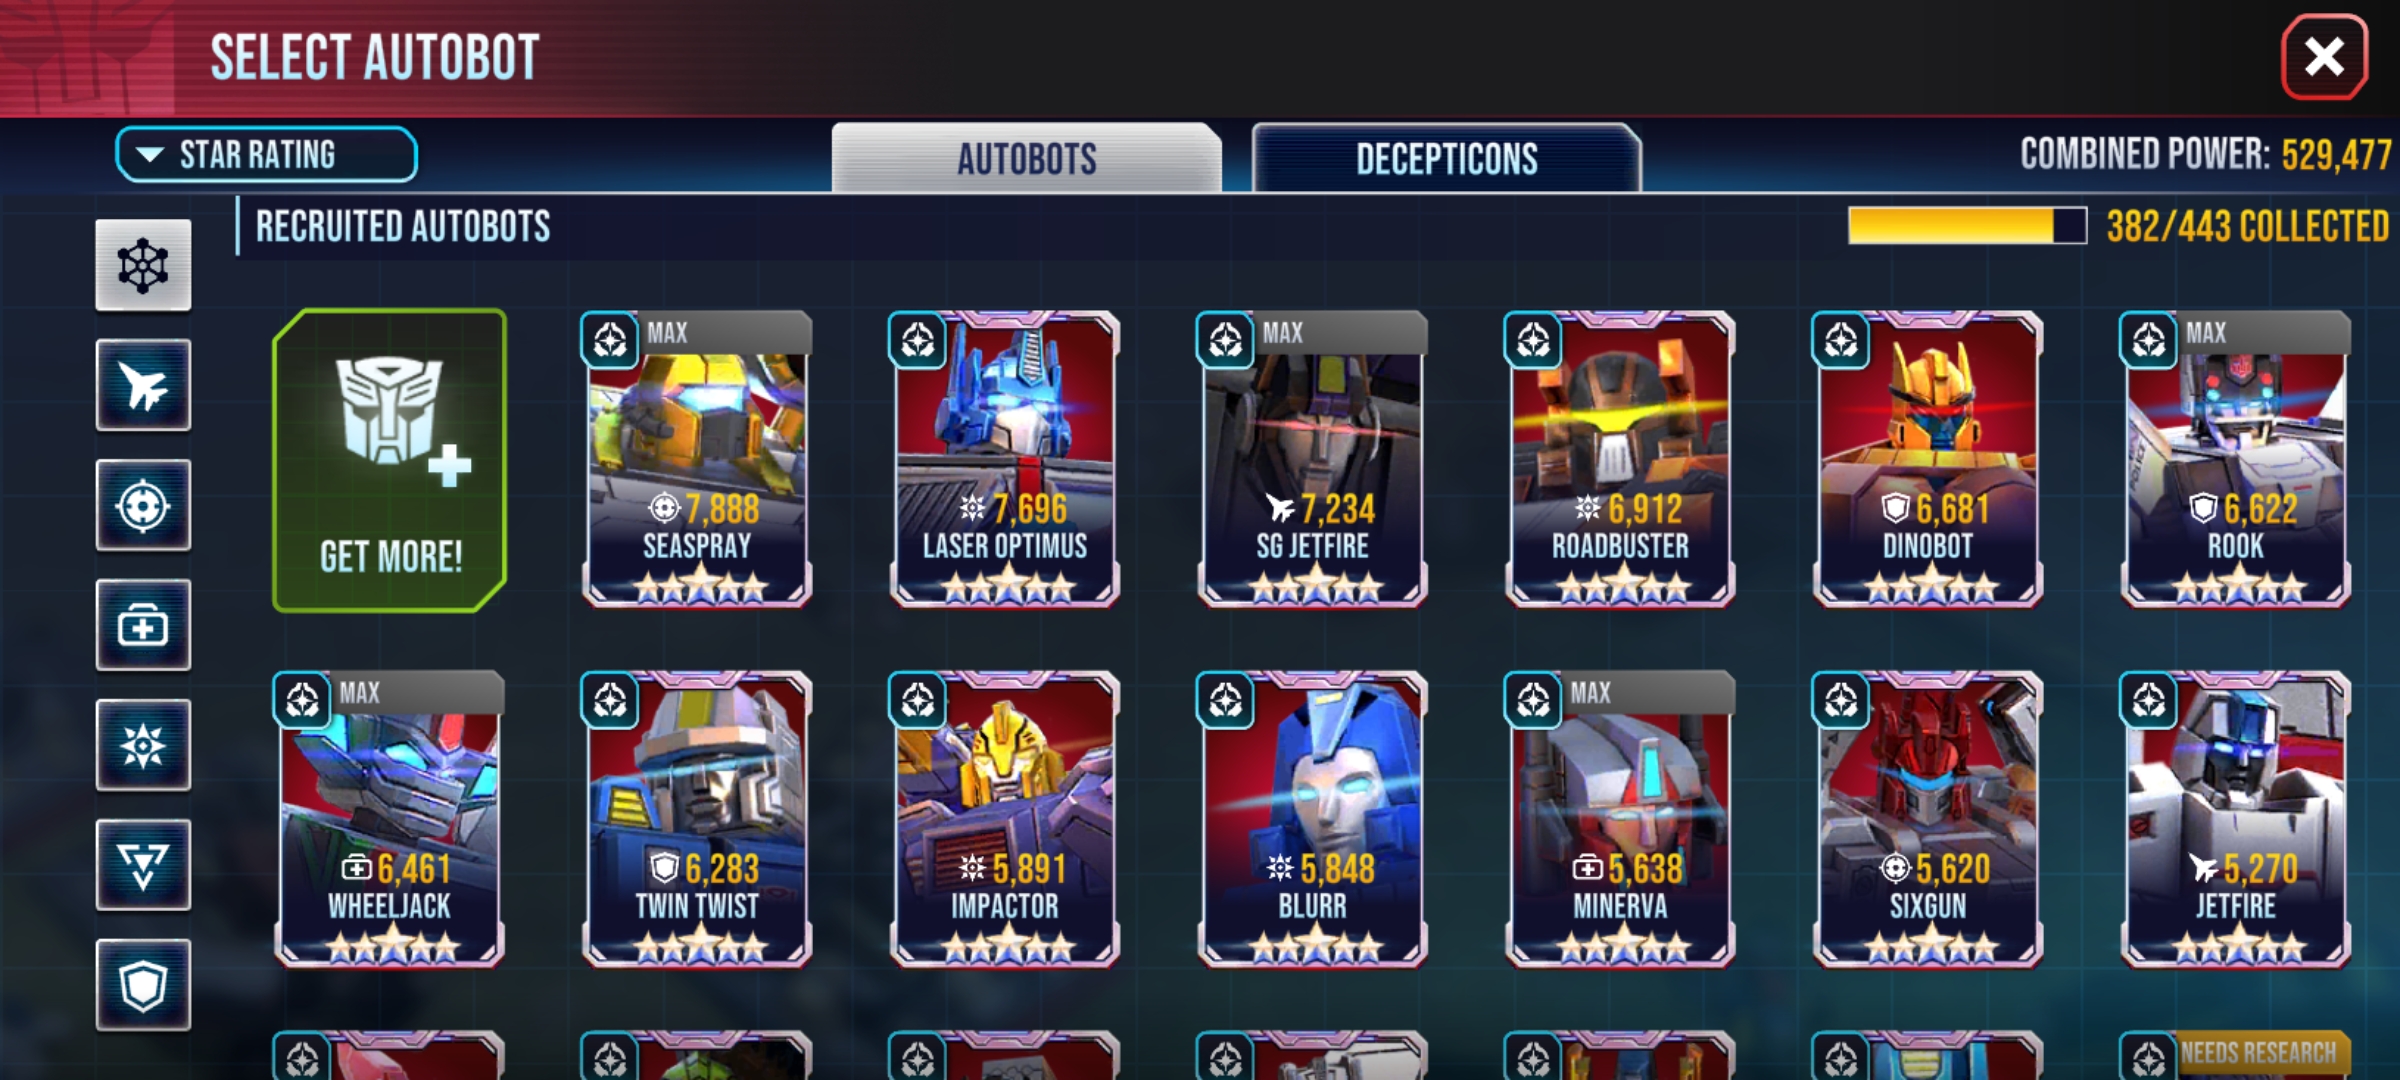 SELECT AUTOBOT
STAR RATING
AUTOBOTS
DECEPTICONS
COMBINED POWER: 529,477
RECRUITED AUTOBOTS
382/443 COLLECTED
GET MORE!
MAX
7,888
SEASPRAY
7,696
LASER OPTIMUS
MAX
7,234
SG JETFIRE
6,912
ROADBUSTER
6,681
DINOBOT
MAX
6,622
ROOK
MAX
6,461
WHEELJACK
6,283
TWIN TWIST
5,891
IMPACTOR
5,848
BLURR
MAX
5,638
MINERVA
5,620
SIXGUN
5,270
JETFIRE
NEEDS RESEARCH